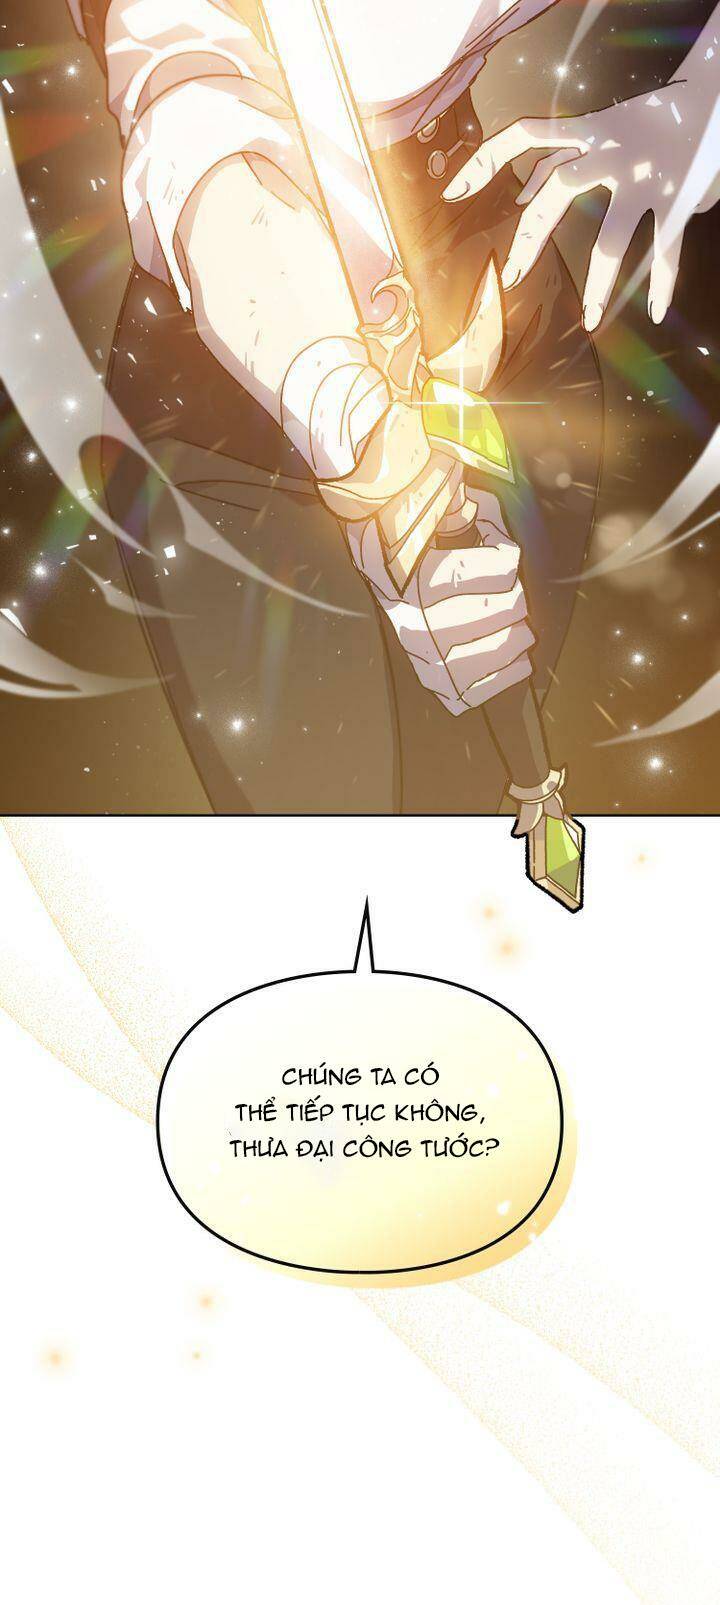 CHÚNG TA CÓ
THỂ TIẾP TỤC KHÔNG,
THƯA ĐẠI CÔNG TƯỚC?